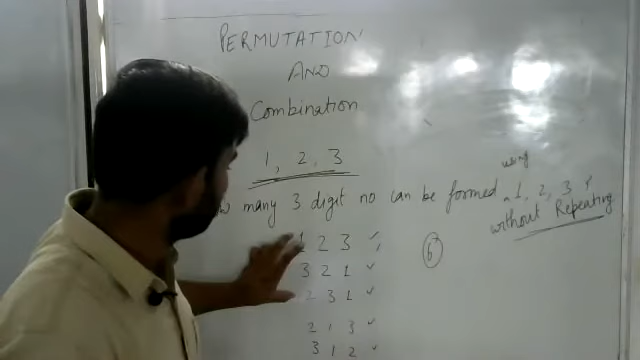 PERMUTATION
AND
Combination
1, 2, 3
many 3 digit no can be formed using 1, 2, 3
without Repeating
1 2 3 ✓
6
3 2 1 ✓
2 3 1 ✓
2 1 3 ✓
3 1 2 ✓